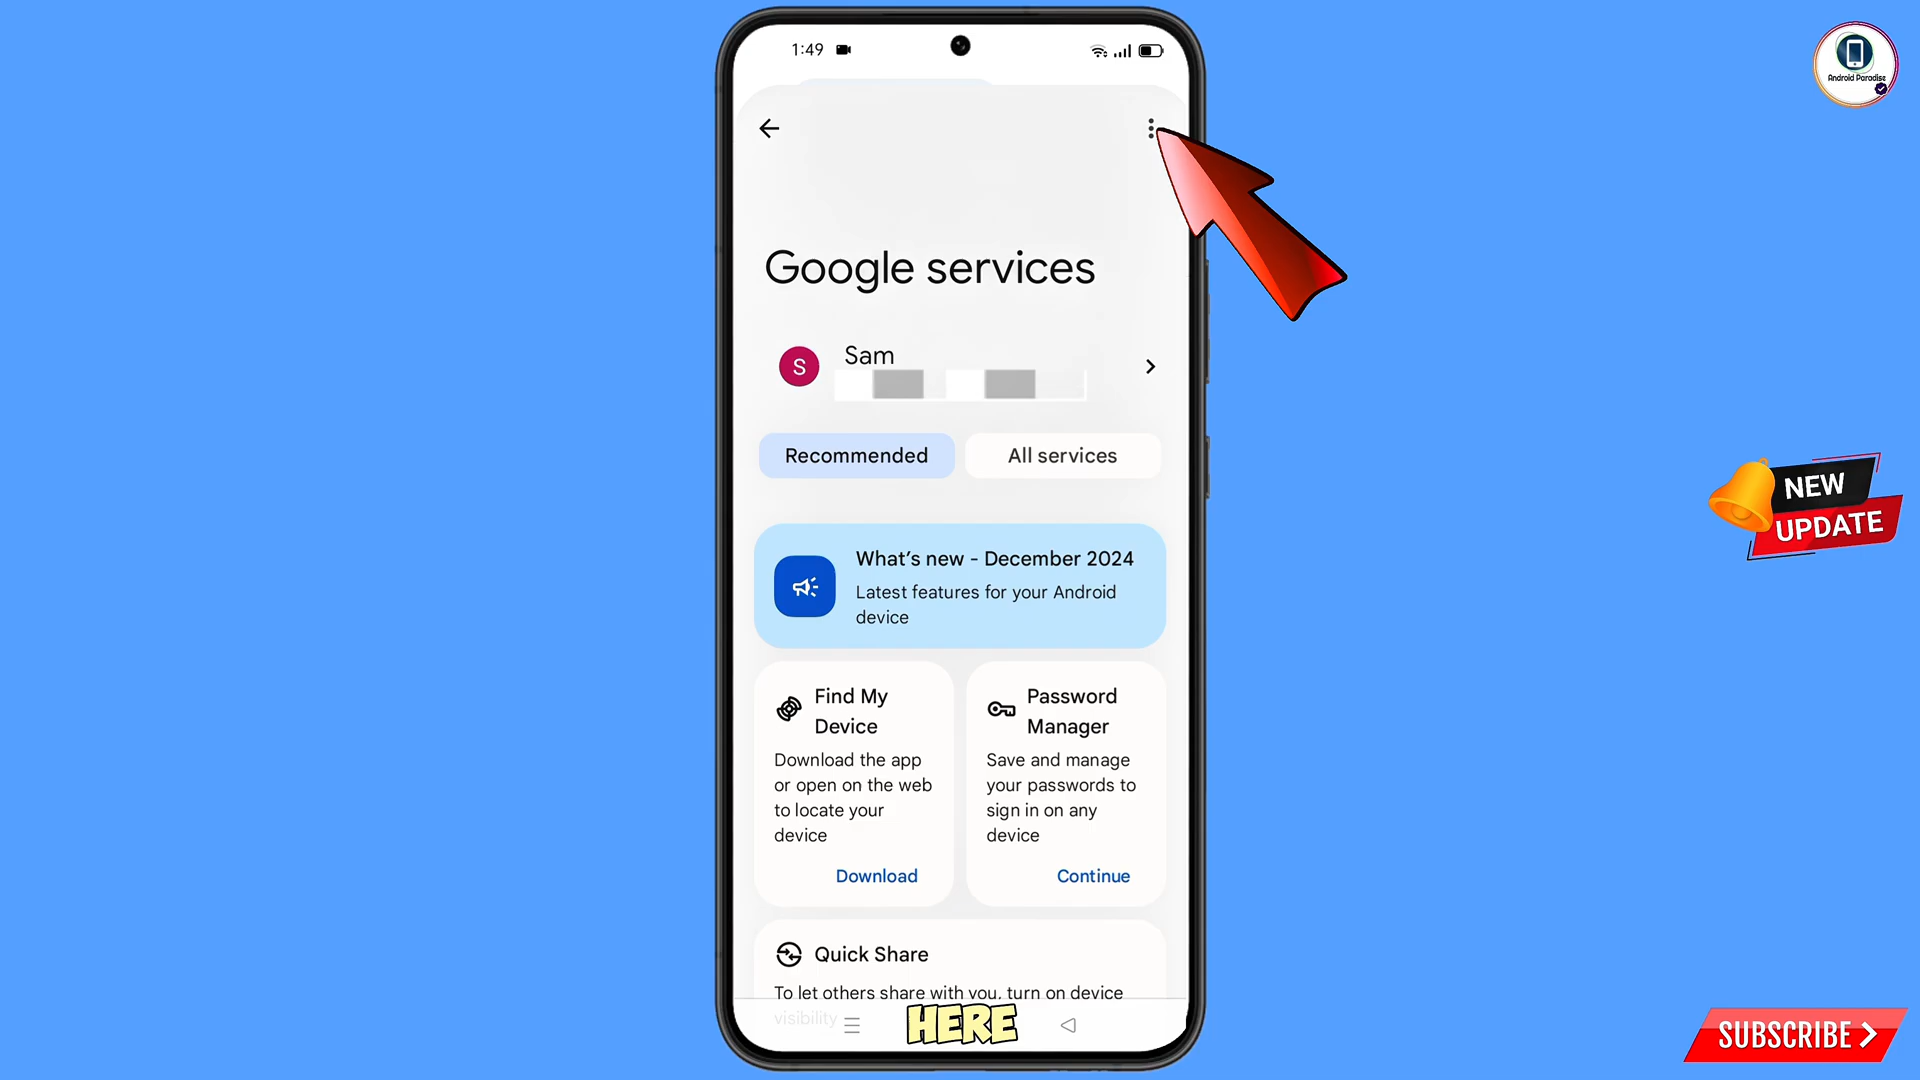 1:49
Android Paradise
Google services
S
Sam
Recommended
All services
NEW
UPDATE
What's new - December 2024
Latest features for your Android
device
Find My
Device
Download the app
or open on the web
to locate your
device
Download
Password
Manager
Save and manage
your passwords to
sign in on any
device
Continue
Quick Share
To let others share with you, turn on device
visibility
HERE
SUBSCRIBE